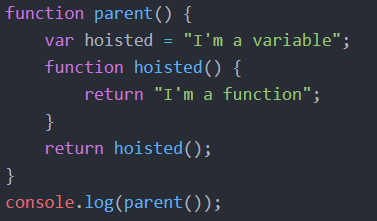 function parent() {
    var hoisted = "I'm a variable";
    function hoisted() {
        return "I'm a function";
    }
    return hoisted();
}
console.log(parent());